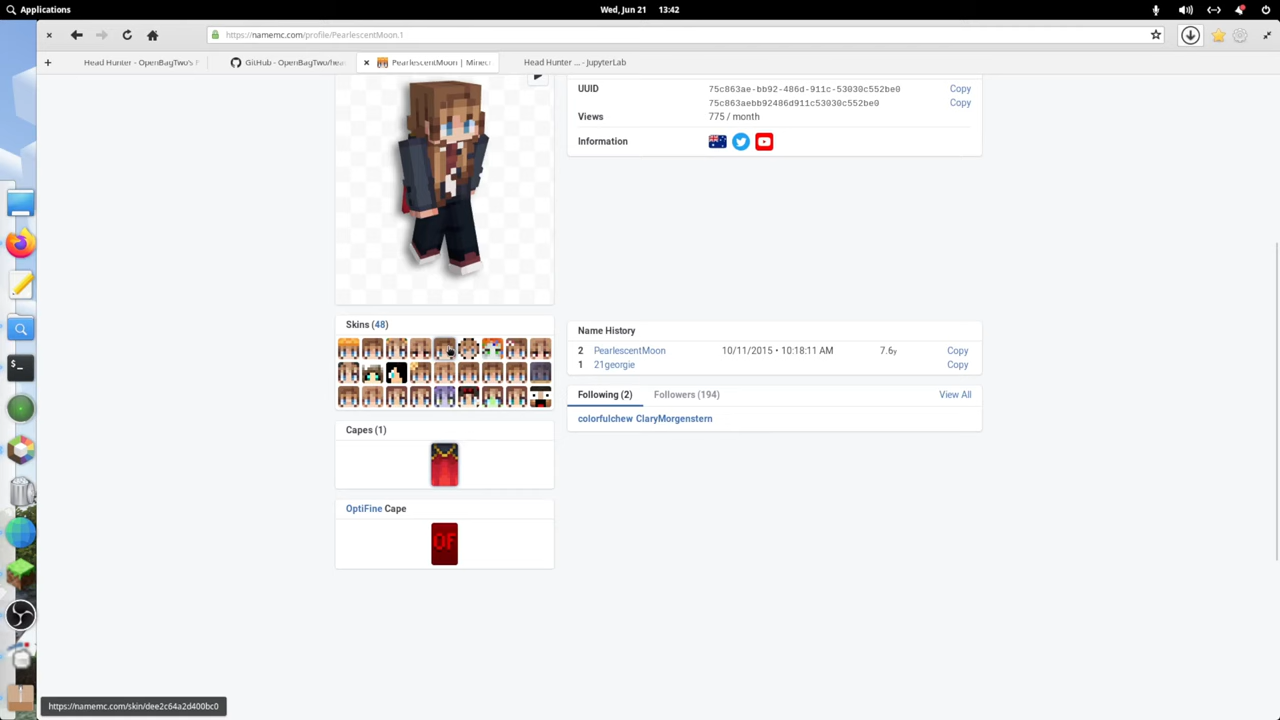 Applications
Wed, Jun 21 13:42
https://namemc.com/profile/PearlescentMoon.1
Head Hunter - OpenBagTwo's
GitHub - OpenBagTwo/hea
PearlescentMoon | Minec
Head Hunter ... - JupyterLab
UUID 75c863ae-bb92-486d-911c-53030c552be0 Copy
75c863aebb92486d911c53030c552be0 Copy
Views 775 / month
Information
Skins (48)
Name History
2 PearlescentMoon 10/11/2015 • 10:18:11 AM 7.6y Copy
1 21georgie Copy
Following (2) Followers (194) View All
colorfulchew ClaryMorgenstern
Capes (1)
OptiFine Cape
OF
https://namemc.com/skin/dee2c64a2d400bc0